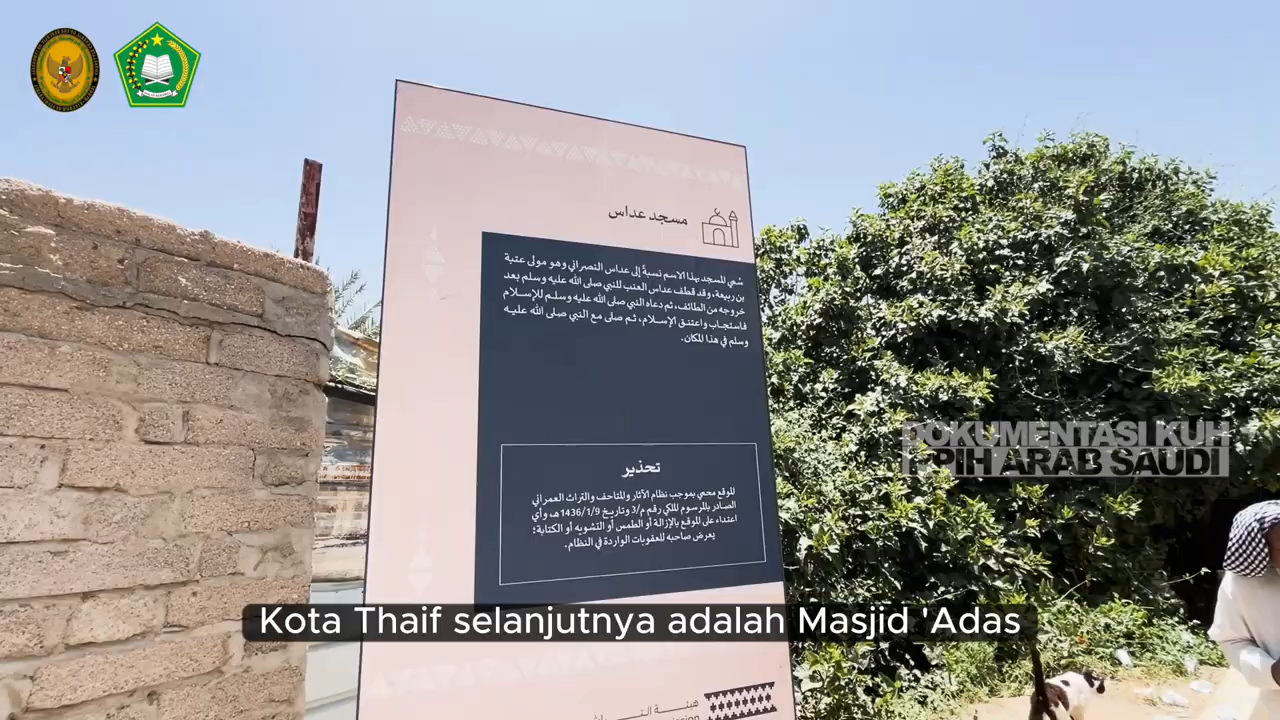 مسجد عداس
سُمي المسجد بهذا الاسم نسبةً إلى عداس النصراني وهو مولى عتبة
بن ربيعة، وقد قطف عداس العنب للنبي صلى الله عليه وسلم بعد
خروجه من الطائف، ثم دعاه النبي صلى الله عليه وسلم للإسلام
فاستجاب واعتنق الإسلام، ثم صلى مع النبي صلى الله عليه
وسلم في هذا المكان.
تحذير
الموقع محمي بموجب نظام الآثار والمتاحف والتراث العمراني
الصادر بالمرسوم الملكي رقم م/3 وتاريخ 1436/1/9هـ، وأي
اعتداء على الموقع بالإزالة أو الطمس أو التشويه أو الكتابة؛
يعرض صاحبه للعقوبات الواردة في النظام.
DOKUMENTASI KUH
PPIH ARAB SAUDI
Kota Thaif selanjutnya adalah Masjid 'Adas
هيئة